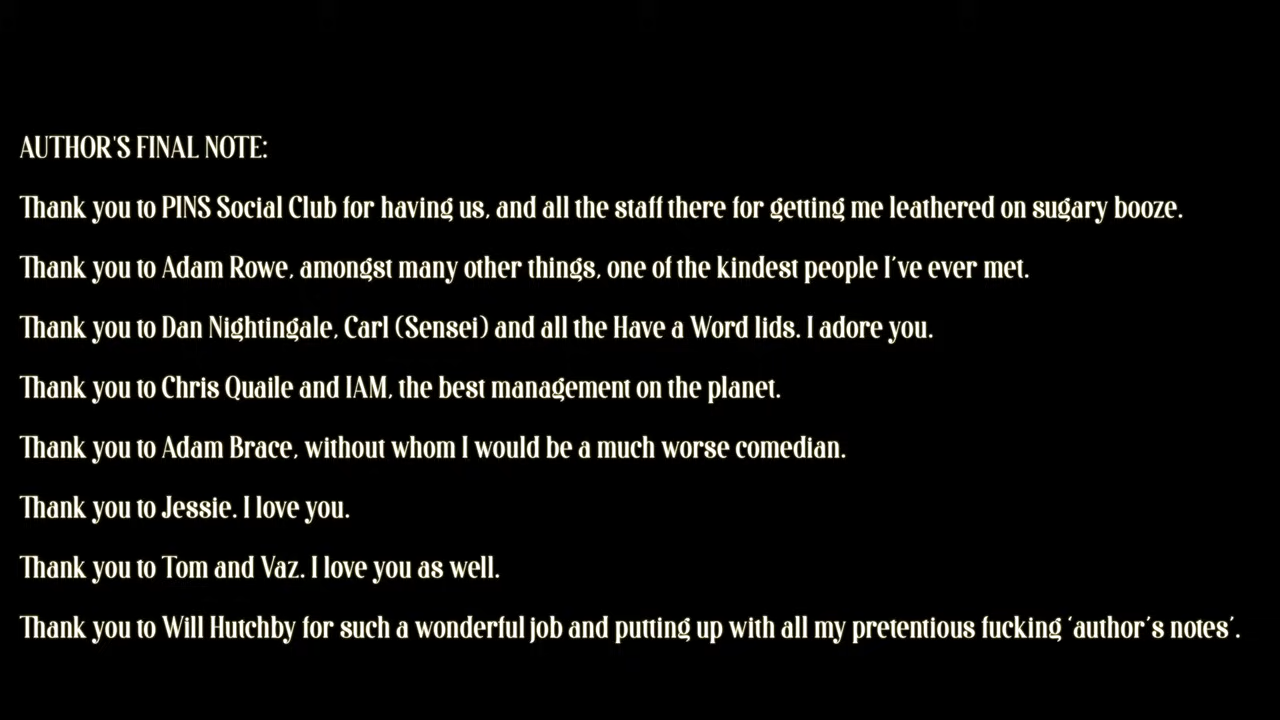 AUTHOR'S FINAL NOTE:
Thank you to PINS Social Club for having us, and all the staff there for getting me leathered on sugary booze.
Thank you to Adam Rowe, amongst many other things, one of the kindest people I've ever met.
Thank you to Dan Nightingale, Carl (Sensei) and all the Have a Word lids. I adore you.
Thank you to Chris Quaile and IAM, the best management on the planet.
Thank you to Adam Brace, without whom I would be a much worse comedian.
Thank you to Jessie. I love you.
Thank you to Tom and Vaz. I love you as well.
Thank you to Will Hutchby for such a wonderful job and putting up with all my pretentious fucking ‘author's notes’.